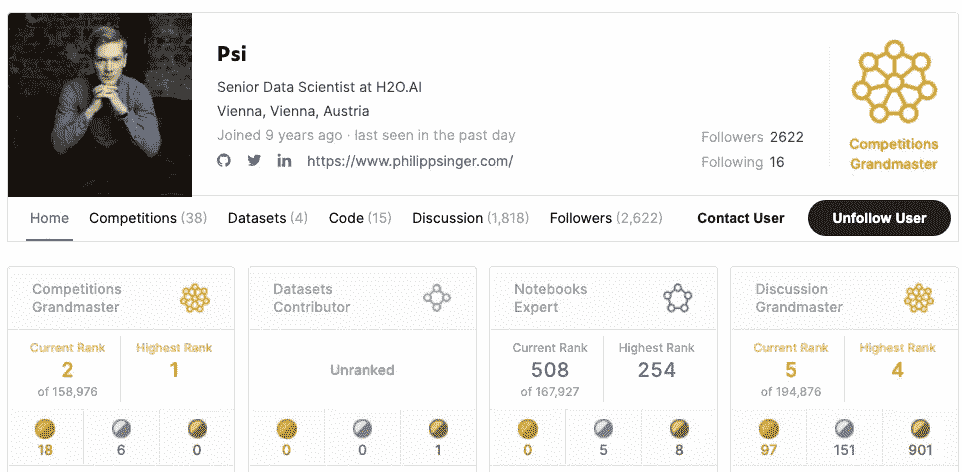 Psi
Senior Data Scientist at H2O.AI
Vienna, Vienna, Austria
Joined 9 years ago · last seen in the past day
https://www.philippsinger.com/
Followers 2622
Following 16
Competitions
Grandmaster
Home Competitions (38) Datasets (4) Code (15) Discussion (1,818) Followers (2,622) Contact User Unfollow User
Competitions
Grandmaster
Current Rank
2
of 158,976
Highest Rank
1
18 6 0
Datasets
Contributor
Unranked
0 0 1
Notebooks
Expert
Current Rank
508
of 167,927
Highest Rank
254
0 5 8
Discussion
Grandmaster
Current Rank
5
of 194,876
Highest Rank
4
97 151 901